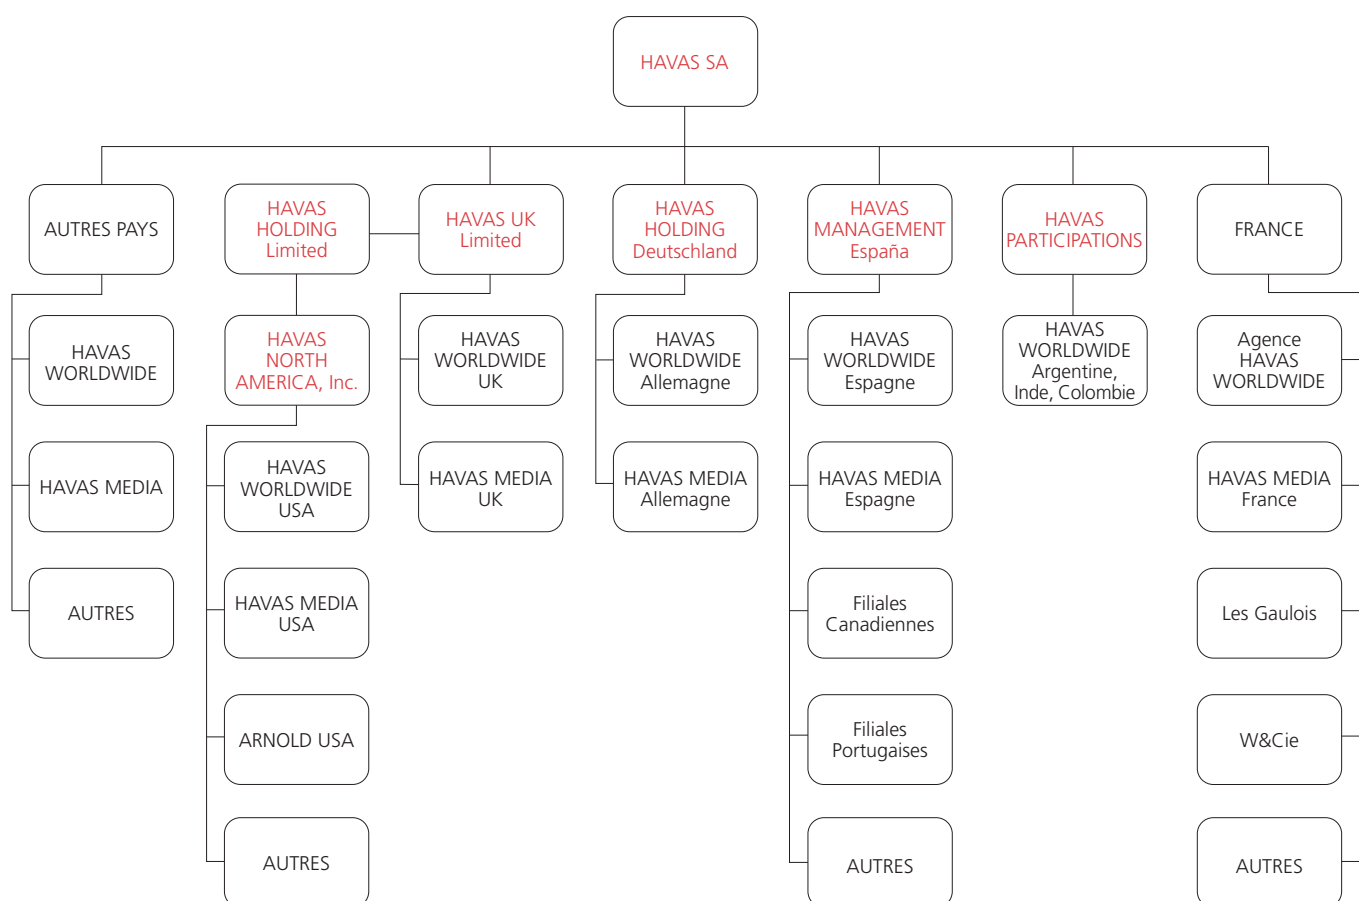 HAVAS SA
AUTRES PAYS
HAVAS
HOLDING
Limited
HAVAS UK
Limited
HAVAS
HOLDING
Deutschland
HAVAS
MANAGEMENT
España
HAVAS
PARTICIPATIONS
FRANCE
HAVAS
WORLDWIDE
HAVAS
NORTH
AMERICA, Inc.
HAVAS
WORLDWIDE
UK
HAVAS
WORLDWIDE
Allemagne
HAVAS
WORLDWIDE
Espagne
HAVAS
WORLDWIDE
Argentine,
Inde, Colombie
Agence
HAVAS
WORLDWIDE
HAVAS MEDIA
HAVAS
WORLDWIDE
USA
HAVAS MEDIA
UK
HAVAS MEDIA
Allemagne
HAVAS MEDIA
Espagne
HAVAS MEDIA
France
AUTRES
HAVAS MEDIA
USA
Filiales
Canadiennes
Les Gaulois
ARNOLD USA
Filiales
Portugaises
W&Cie
AUTRES
AUTRES
AUTRES